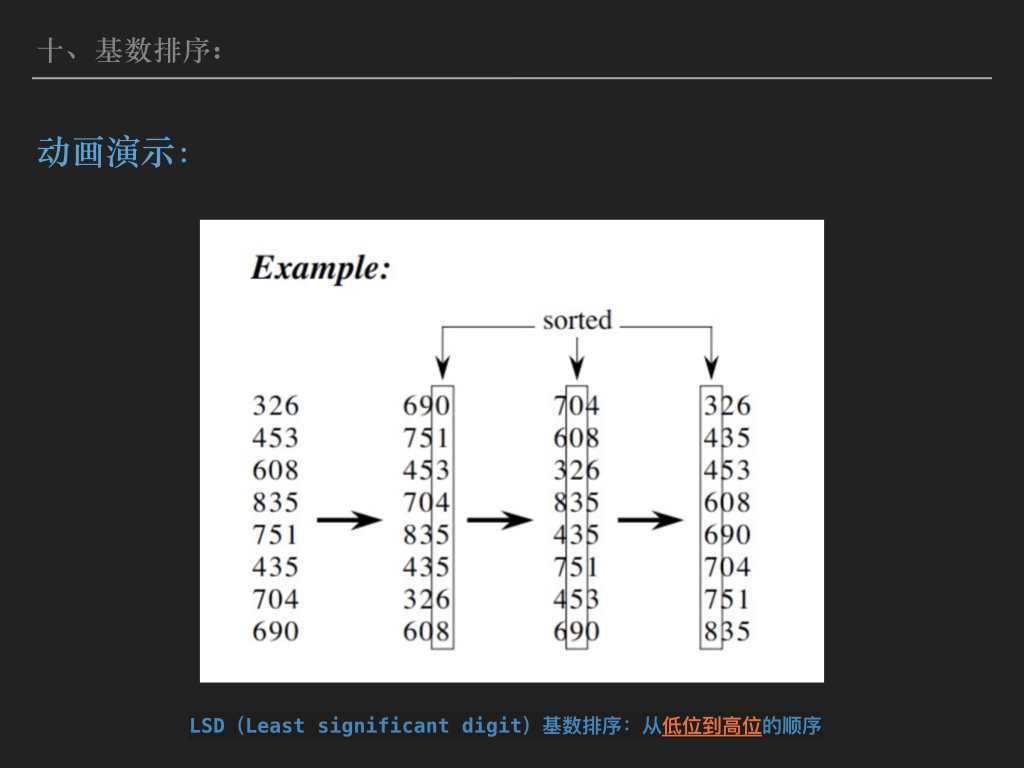 十、基数排序:
动画演示:
Example:
sorted
326 690 704 326
453 751 608 435
608 453 326 453
835 704 835 608
751 835 435 690
435 435 751 704
704 326 453 751
690 608 690 835
LSD（Least significant digit）基数排序：从低位到高位的顺序